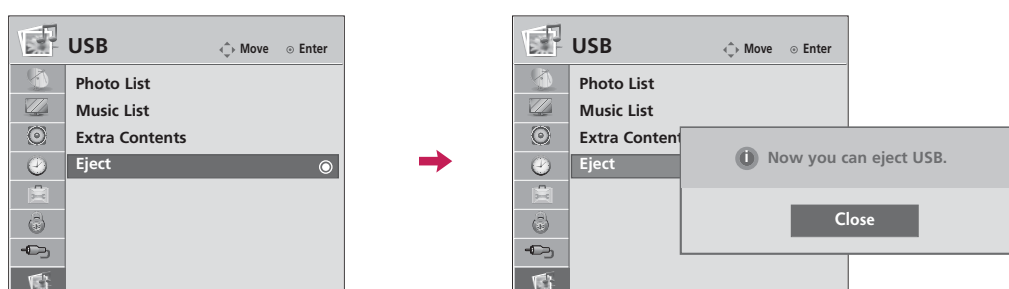 USB Move Enter
Photo List
Music List
Extra Contents
Eject
USB Move Enter
Photo List
Music List
Extra Content
Eject
Now you can eject USB.
Close